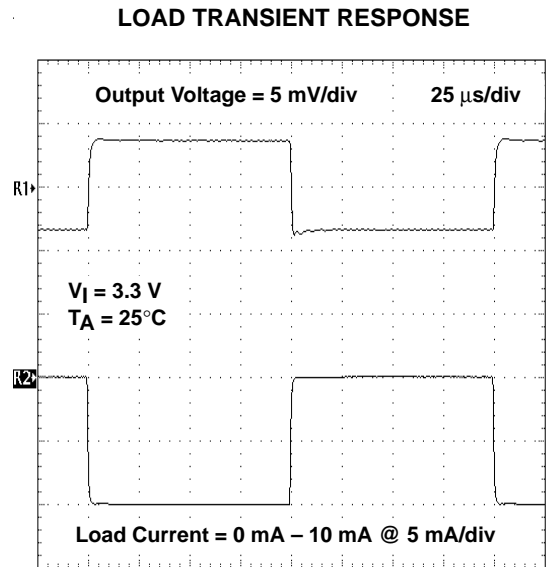 LOAD TRANSIENT RESPONSE
Output Voltage = 5 mV/div 25 μs/div
R1
VI = 3.3 V
TA = 25°C
R2
Load Current = 0 mA – 10 mA @ 5 mA/div